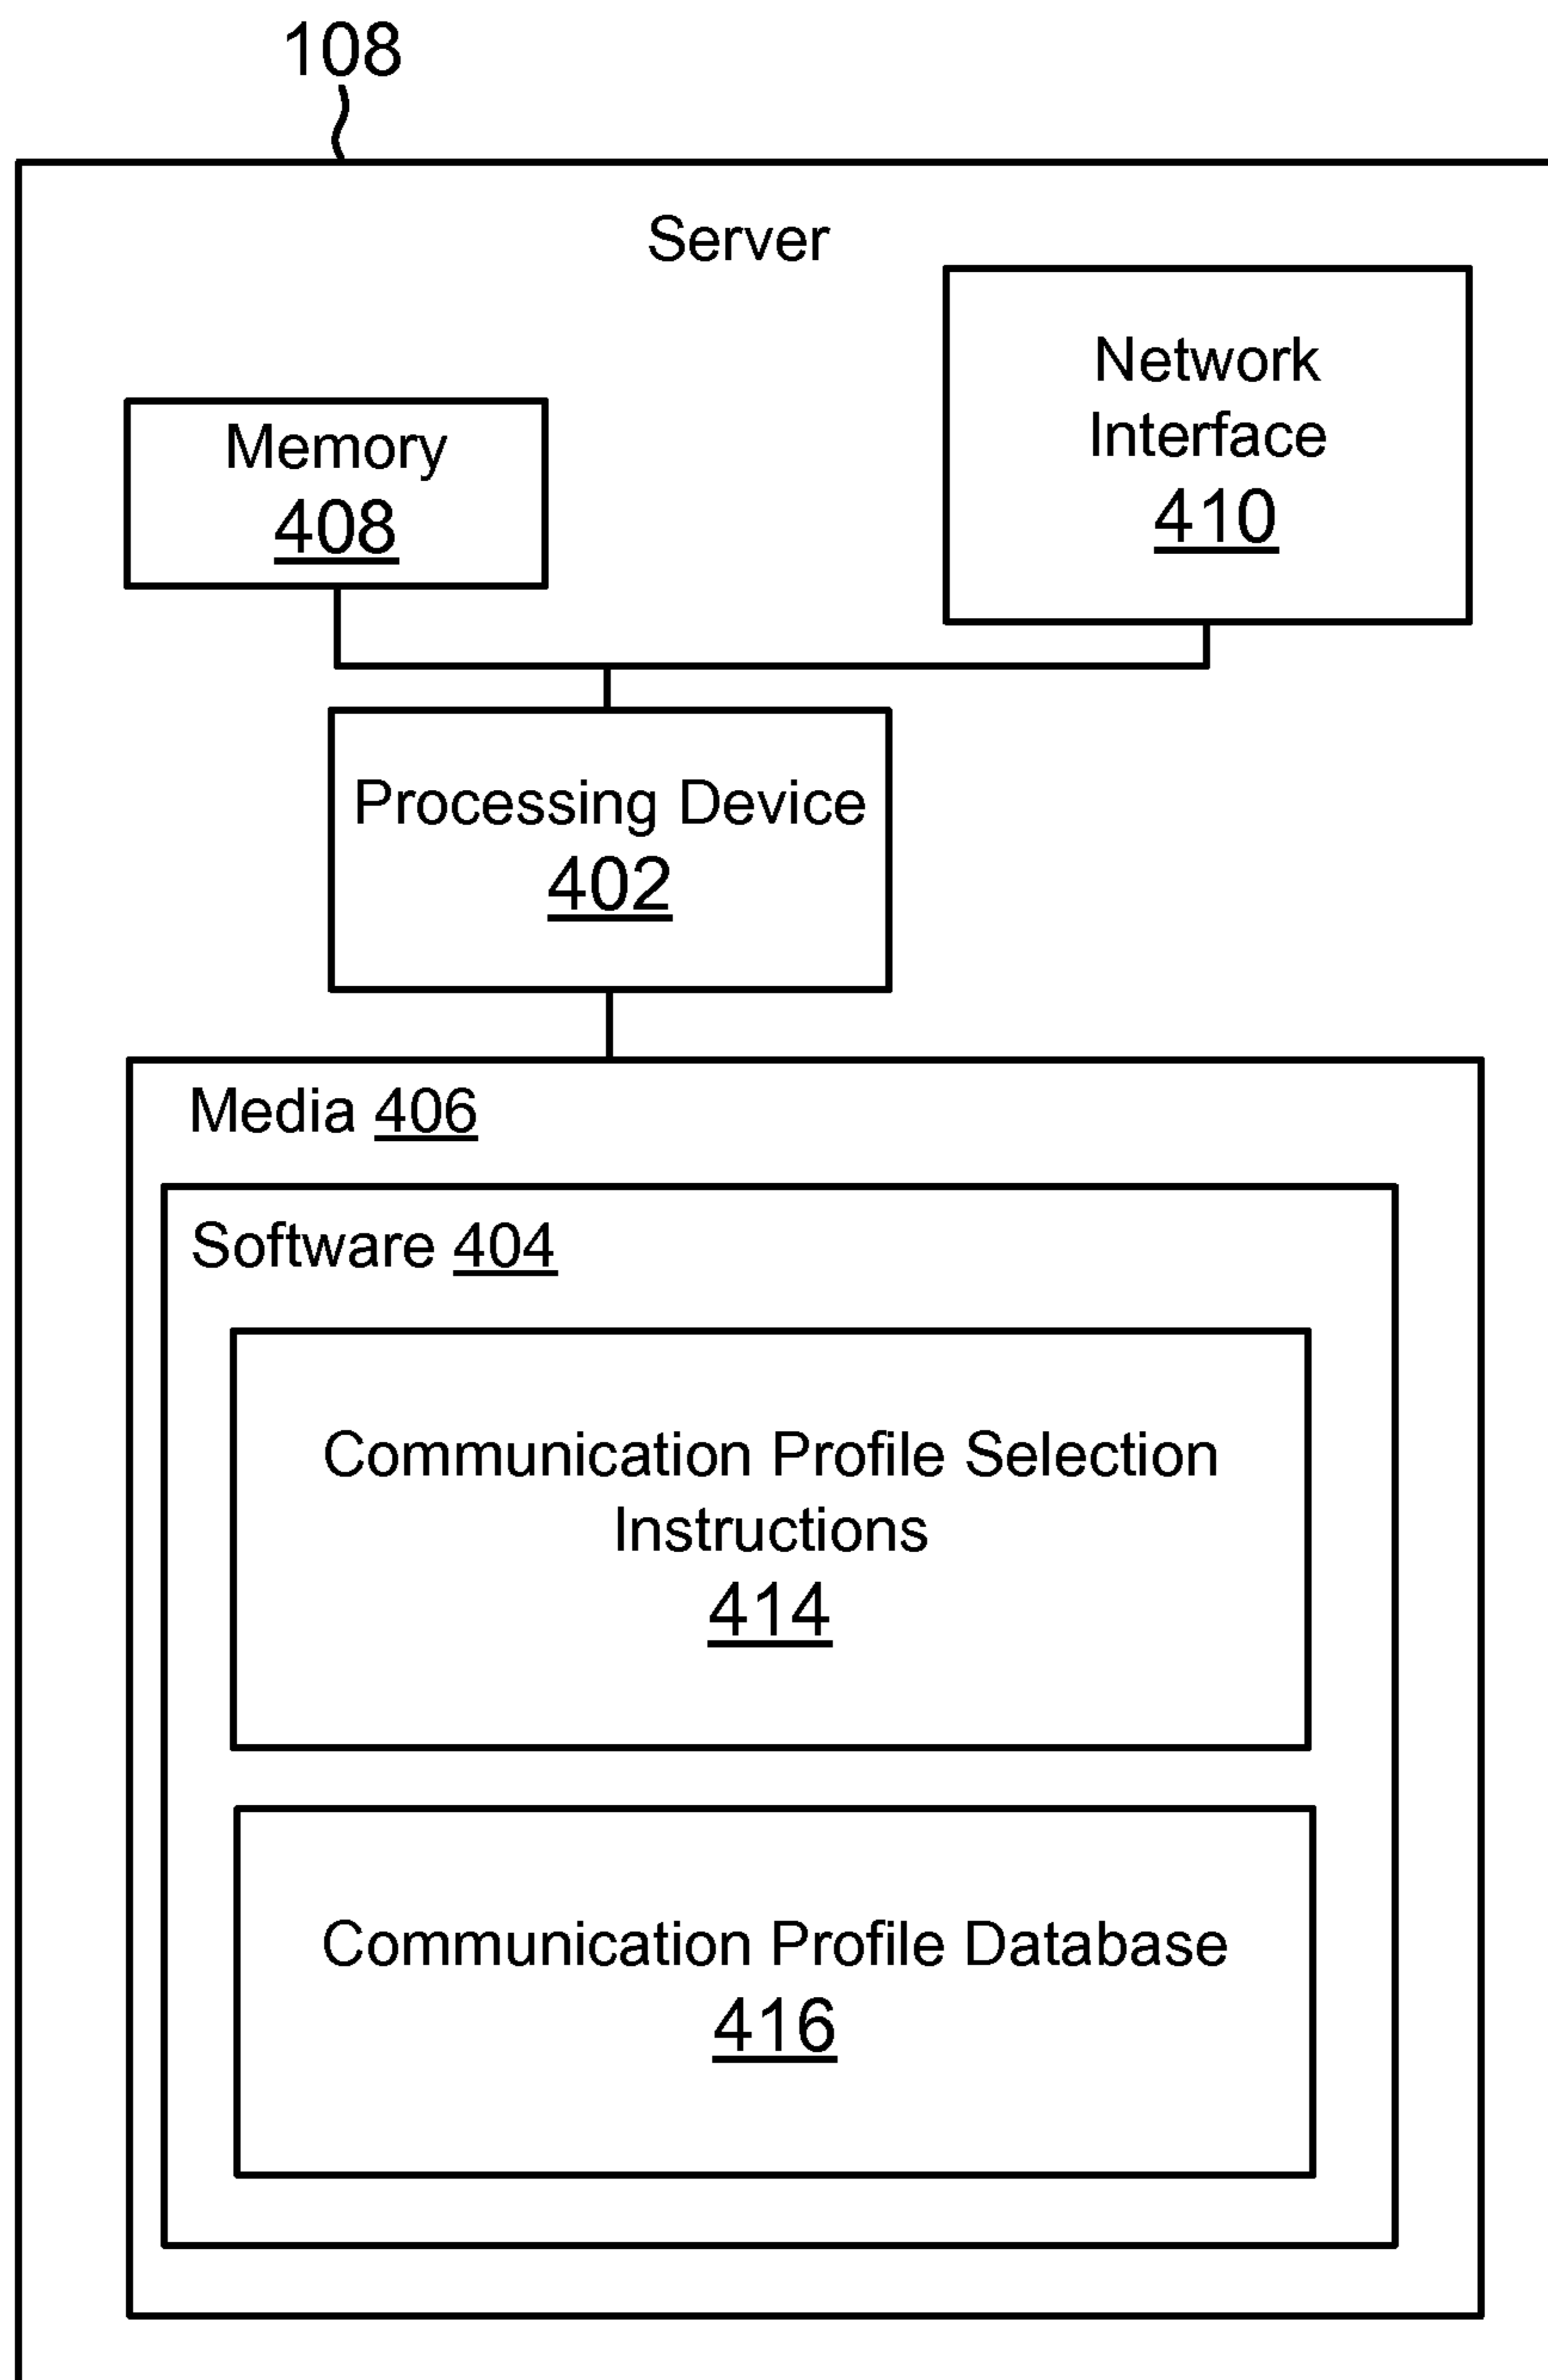 108
Server
Network
Interface
410
Memory
408
Processing Device
402
Media 406
Software 404
Communication Profile Selection
Instructions
414
Communication Profile Database
416